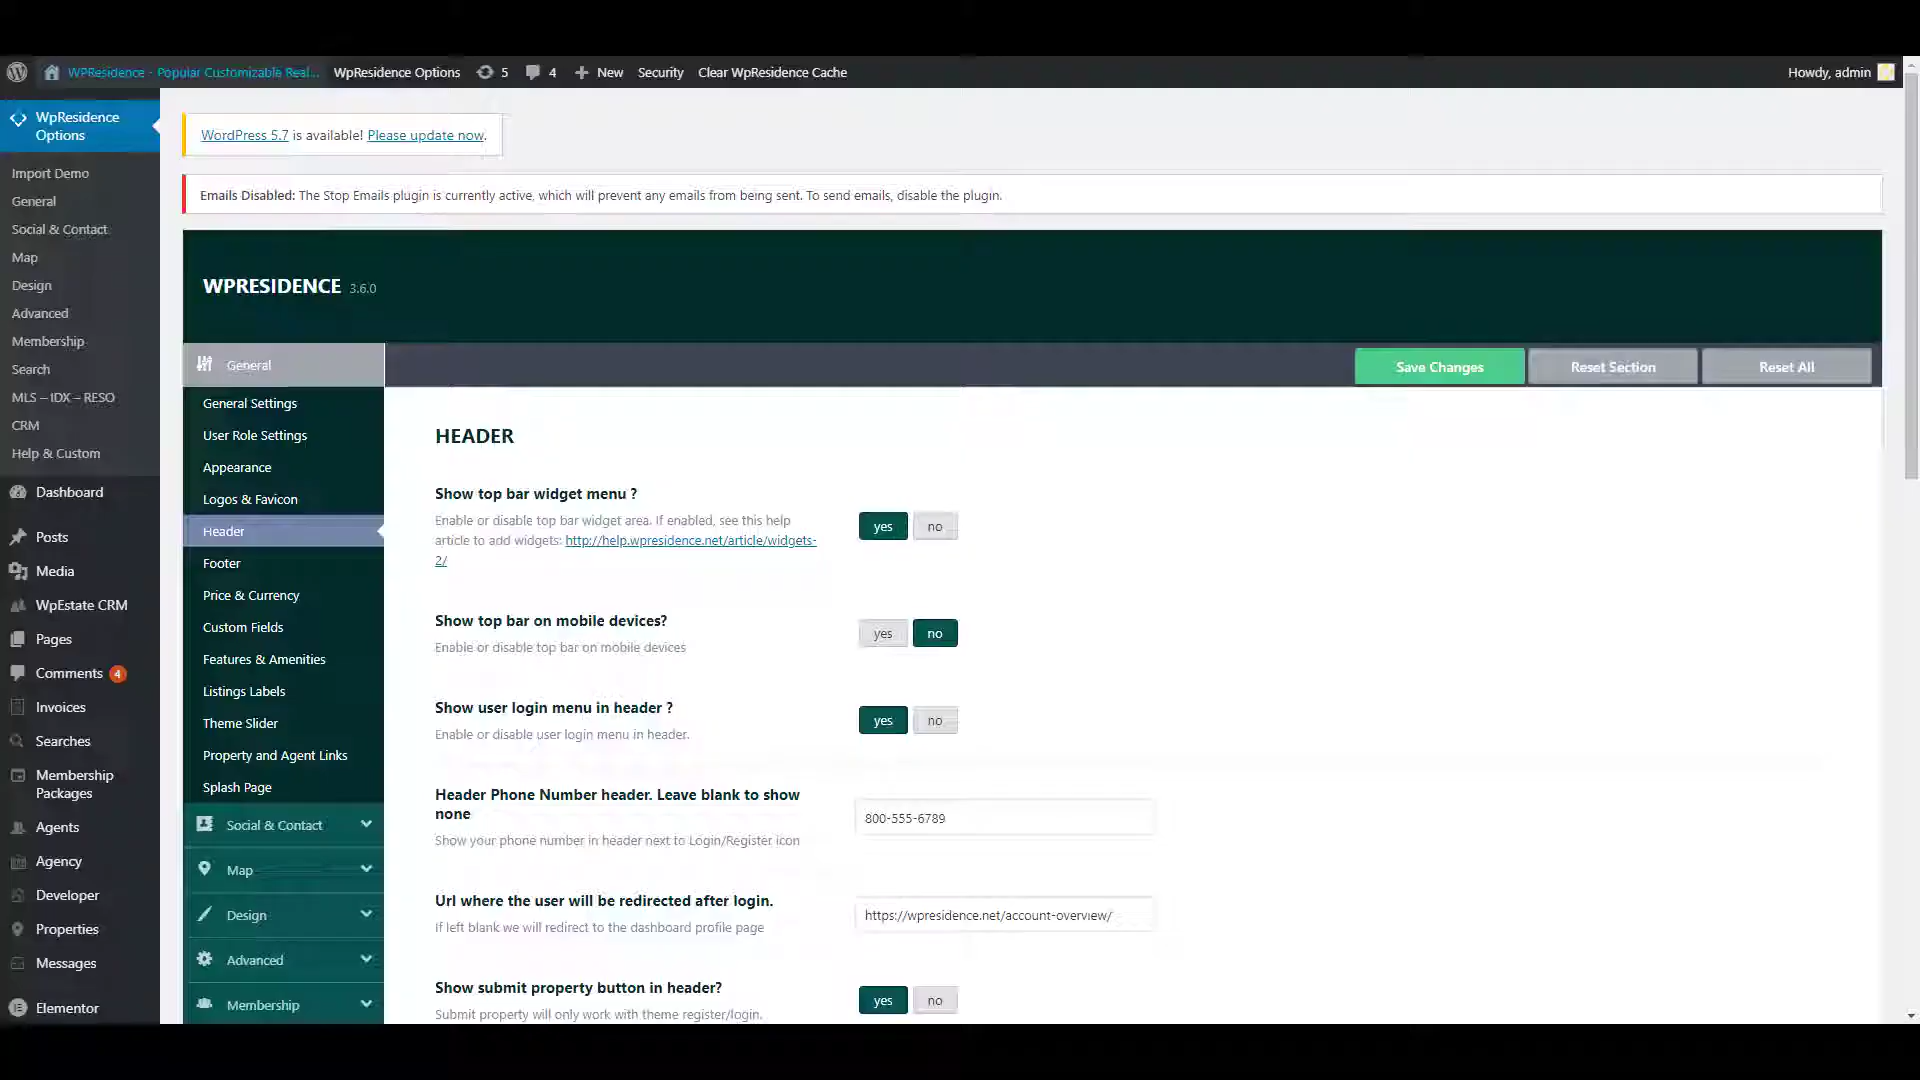 WPResidence - Popular Customizable Real...
WpResidence Options
5
4
New
Security
Clear WpResidence Cache
Howdy, admin
WpResidence
Options
Import Demo
General
Social & Contact
Map
Design
Advanced
Membership
Search
MLS – IDX – RESO
CRM
Help & Custom
Dashboard
Posts
Media
WpEstate CRM
Pages
Comments 4
Invoices
Searches
Membership
Packages
Agents
Agency
Developer
Properties
Messages
Elementor
WordPress 5.7 is available! Please update now.
Emails Disabled: The Stop Emails plugin is currently active, which will prevent any emails from being sent. To send emails, disable the plugin.
WPRESIDENCE 3.6.0
General
General Settings
User Role Settings
Appearance
Logos & Favicon
Header
Footer
Price & Currency
Custom Fields
Features & Amenities
Listings Labels
Theme Slider
Property and Agent Links
Splash Page
Social & Contact
Map
Design
Advanced
Membership
Save Changes
Reset Section
Reset All
HEADER
Show top bar widget menu ?
Enable or disable top bar widget area. If enabled, see this help
article to add widgets: http://help.wpresidence.net/article/widgets-
2/
yes no
Show top bar on mobile devices?
Enable or disable top bar on mobile devices
yes no
Show user login menu in header ?
Enable or disable user login menu in header.
yes no
Header Phone Number header. Leave blank to show
none
Show your phone number in header next to Login/Register icon
800-555-6789
Url where the user will be redirected after login.
If left blank we will redirect to the dashboard profile page
https://wpresidence.net/account-overview/
Show submit property button in header?
Submit property will only work with theme register/login.
yes no